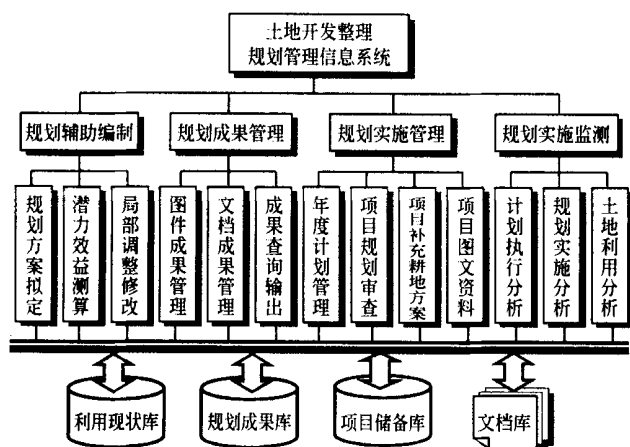 土地开发整理
规划管理信息系统
规划辅助编制
规划成果管理
规划实施管理
规划实施监测
规划方案拟定
潜力效益测算
局部调整修改
图件成果管理
文档成果管理
成果查询输出
年度计划管理
项目规划审查
项目补充耕地方案
项目图文资料
计划执行分析
规划实施分析
土地利用分析
利用现状库
规划成果库
项目储备库
文档库